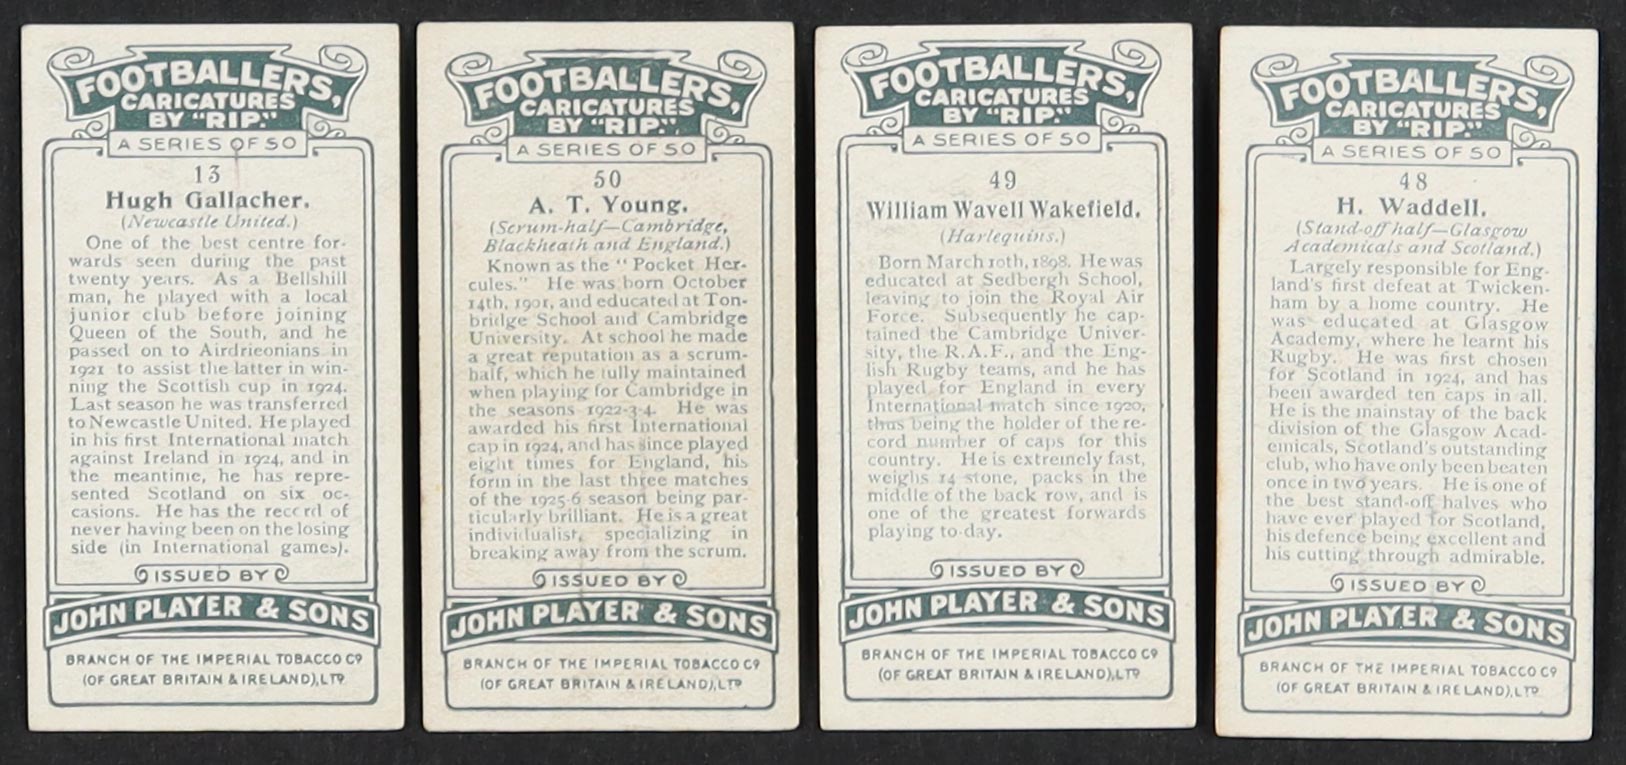 FOOTBALLERS,
CARICATURES
BY "RIP."
A SERIES OF 50
13
Hugh Gallacher.
(Newcastle United.)
One of the best centre for-
wards seen during the past
twenty years. As a Bellshill
man, he played with a local
junior club before joining
Queen of the South, and he
passed on to Airdrieonians in
1921 to assist the latter in win-
ning the Scottish cup in 1924.
Last season he was transferred
to Newcastle United. He played
in his first International match
against Ireland in 1924, and in
the meantime, he has repre-
sented Scotland on six oc-
casions. He has the record of
never having been on the losing
side (in International games).
ISSUED BY
JOHN PLAYER & SONS
BRANCH OF THE IMPERIAL TOBACCO Co
(OF GREAT BRITAIN & IRELAND), LTD
FOOTBALLERS,
CARICATURES
BY "RIP."
A SERIES OF 50
50
A. T. Young.
(Scrum-half—Cambridge,
Blackheath and England.)
Known as the "Pocket Her-
cules." He was born October
14th, 1901, and educated at Ton-
bridge School and Cambridge
University. At school he made
a great reputation as a scrum-
half, which he fully maintained
when playing for Cambridge in
the seasons 1922-3-4. He was
awarded his first International
cap in 1924, and has since played
eight times for England, his
form in the last three matches
of the 1925-6 season being par-
ticularly brilliant. He is a great
individualist, specializing in
breaking away from the scrum.
ISSUED BY
JOHN PLAYER & SONS
BRANCH OF THE IMPERIAL TOBACCO Co
(OF GREAT BRITAIN & IRELAND), LTD
FOOTBALLERS,
CARICATURES
BY "RIP."
A SERIES OF 50
49
William Wavell Wakefield.
(Harlequins.)
Born March 10th, 1898. He was
educated at Sedbergh School,
leaving to join the Royal Air
Force. Subsequently he cap-
tained the Cambridge Univer-
sity, the R.A.F., and the Eng-
lish Rugby teams, and he has
played for England in every
International match since 1920,
thus being the holder of the re-
cord number of caps for this
country. He is extremely fast,
weighs 14 stone, packs in the
middle of the back row, and is
one of the greatest forwards
playing to-day.
ISSUED BY
JOHN PLAYER & SONS
BRANCH OF THE IMPERIAL TOBACCO Co
(OF GREAT BRITAIN & IRELAND), LTD
FOOTBALLERS,
CARICATURES
BY "RIP."
A SERIES OF 50
48
H. Waddell.
(Stand-off half—Glasgow
Academicals and Scotland.)
Largely responsible for Eng-
land's first defeat at Twicken-
ham by a home country. He
was educated at Glasgow
Academy, where he learnt his
Rugby. He was first chosen
for Scotland in 1924, and has
been awarded ten caps in all.
He is the mainstay of the back
division of the Glasgow Acad-
emicals, Scotland's outstanding
club, who have only been beaten
once in two years. He is one of
the best stand-off halves who
have ever played for Scotland,
his defence being excellent and
his cutting through admirable.
ISSUED BY
JOHN PLAYER & SONS
BRANCH OF THE IMPERIAL TOBACCO Co
(OF GREAT BRITAIN & IRELAND), LTD